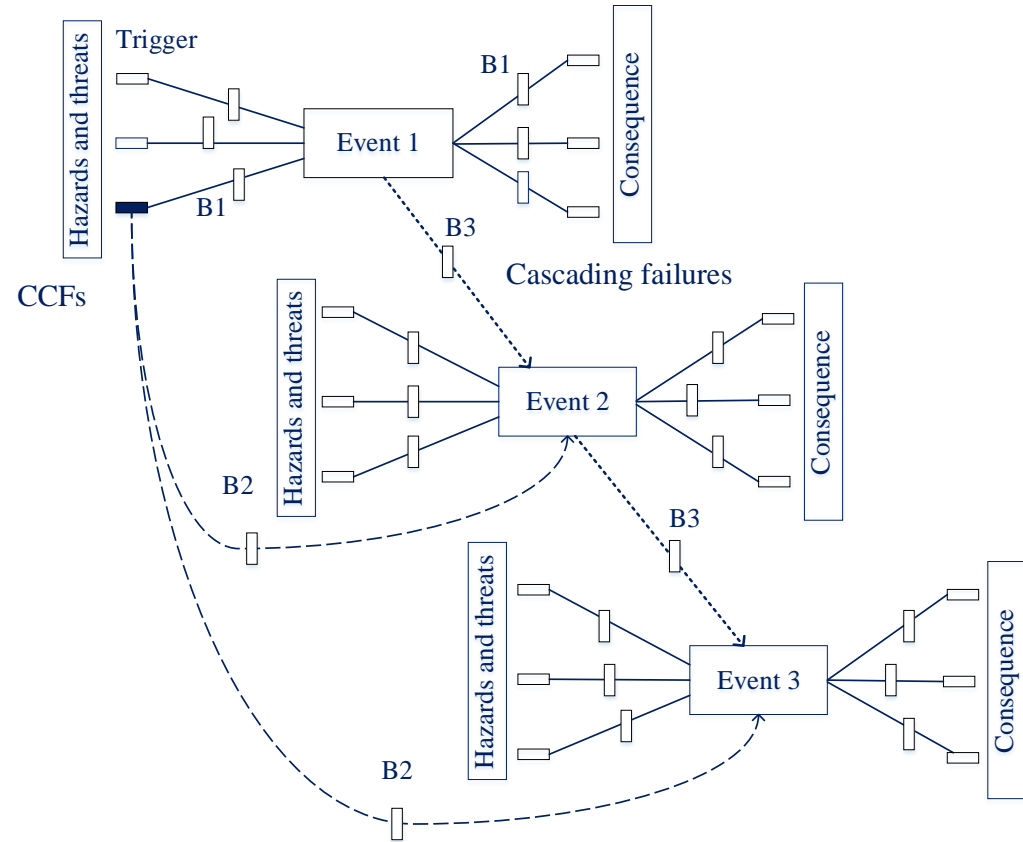 Hazards and threats
Trigger
B1
CCFs
Event 1
B1
Consequence
B3
Cascading failures
Hazards and threats
Event 2
Consequence
B2
B3
Hazards and threats
Event 3
Consequence
B2